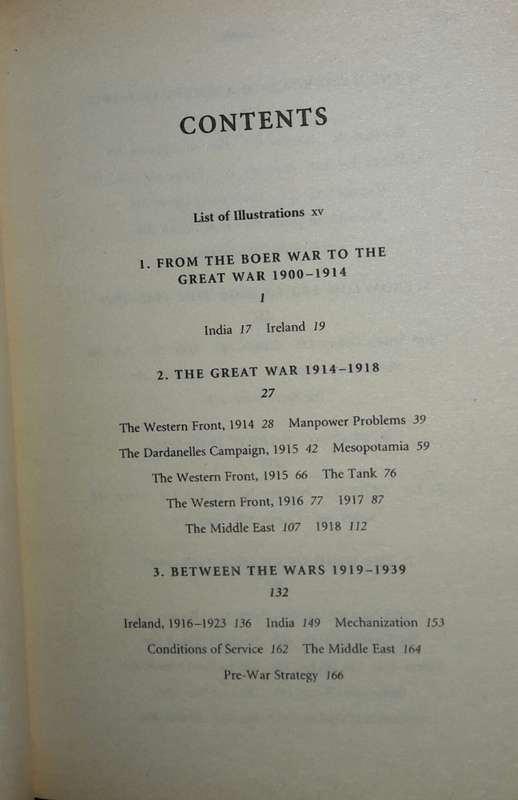 CONTENTS
List of Illustrations xv
1. FROM THE BOER WAR TO THE
GREAT WAR 1900–1914
1
India 17 Ireland 19
2. THE GREAT WAR 1914–1918
27
The Western Front, 1914 28 Manpower Problems 39
The Dardanelles Campaign, 1915 42 Mesopotamia 59
The Western Front, 1915 66 The Tank 76
The Western Front, 1916 77 1917 87
The Middle East 107 1918 112
3. BETWEEN THE WARS 1919–1939
132
Ireland, 1916–1923 136 India 149 Mechanization 153
Conditions of Service 162 The Middle East 164
Pre-War Strategy 166